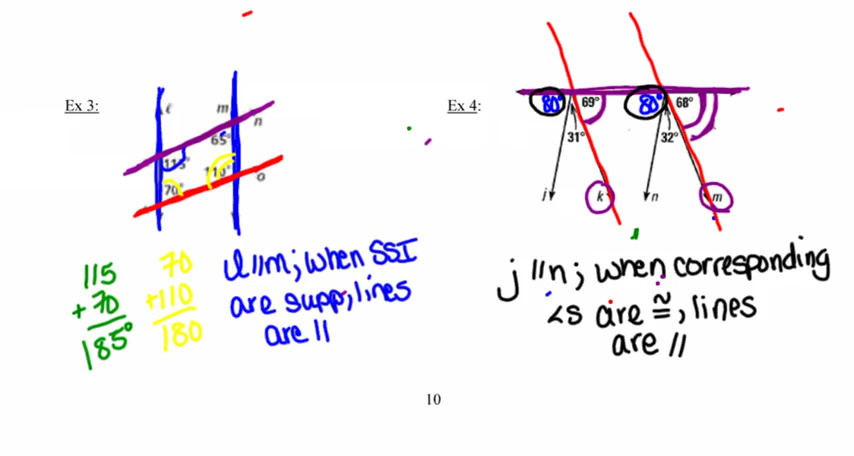 Ex 3:
Ex 4:
ℓ
m
n
65°
115°
110°
70°
o
80°
69°
80°
68°
31°
32°
j
k
n
m
115
+ 70
185°
70
+110
180
ℓ//m; when SSI
are supp, lines
are //
j //n; when corresponding
∠s are ≅, lines
are //
10